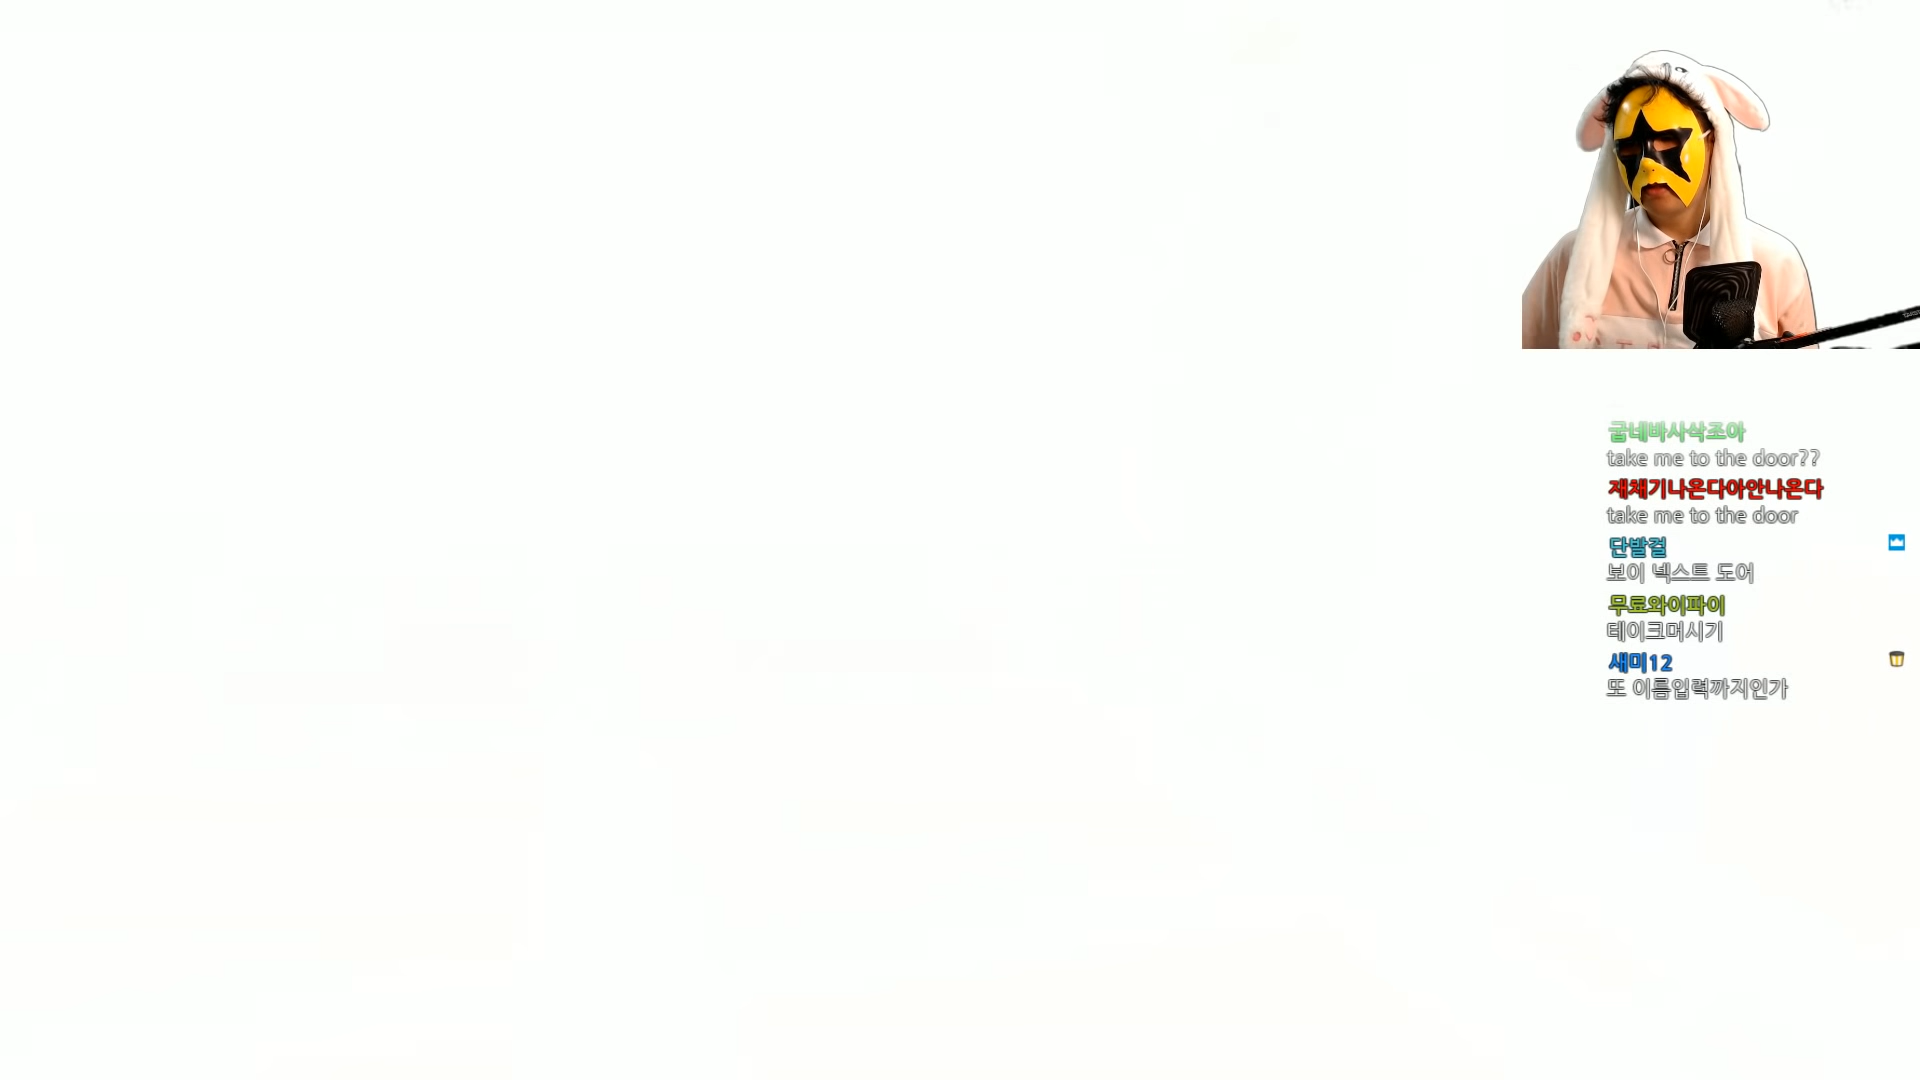 굽네바사삭조아
take me to the door??
재채기나온다아안나온다
take me to the door
단발걸
보이 넥스트 도어
무료와이파이
테이크머시기
새미12
또 이름입력까지인가